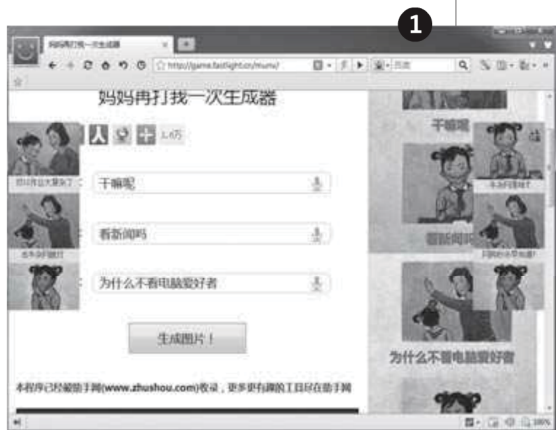 1
妈妈再打我一次生成器
http://game.fastlight.cn/mumv/
百度
妈妈再打我一次生成器
1.6万
干嘛呢
看新闻吗
为什么不看电脑爱好者
生成图片！
本程序已经被助手网(www.zhushou.com)收录，更多更有趣的工具尽在助手网
干嘛呢
看新闻吗
为什么不看电脑爱好者
100%